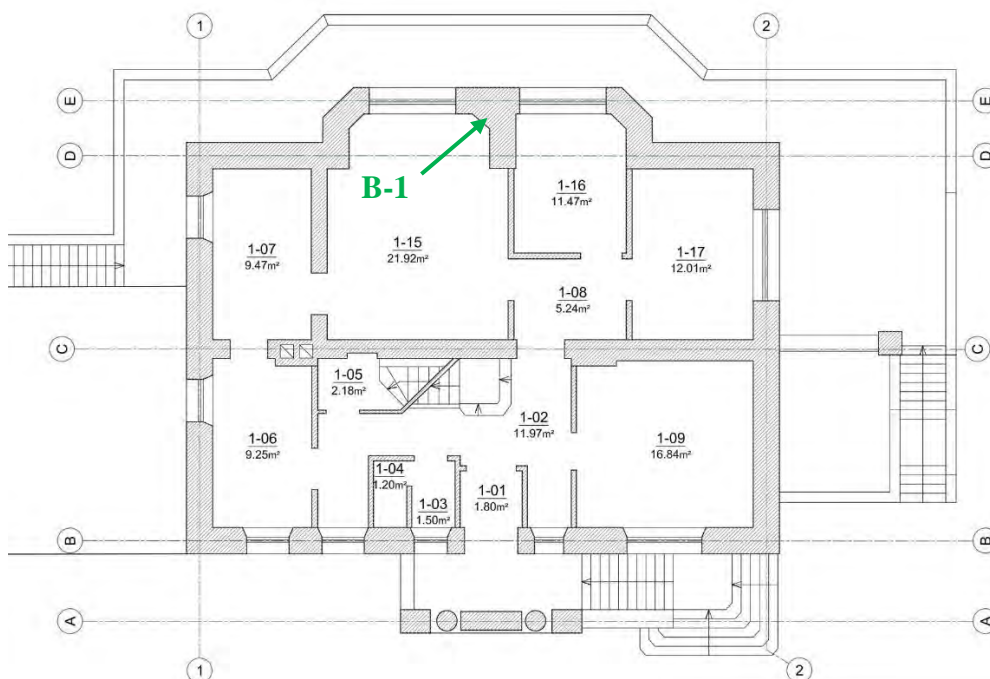 1
2
E
E
D
D
B-1
1-16
11.47m²
1-07
9.47m²
1-15
21.92m²
1-17
12.01m²
1-08
5.24m²
C
C
1-05
2.18m²
1-02
11.97m²
1-06
9.25m²
1-09
16.84m²
1-04
1.20m²
1-03
1.50m²
1-01
1.80m²
B
B
A
A
1
2